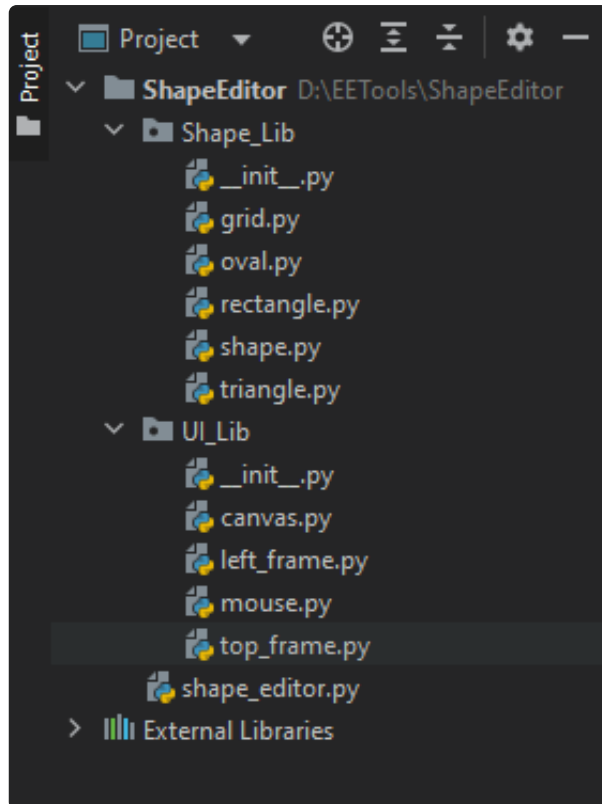 Project
Project
ShapeEditor D:\EETools\ShapeEditor
Shape_Lib
__init__.py
grid.py
oval.py
rectangle.py
shape.py
triangle.py
UI_Lib
__init__.py
canvas.py
left_frame.py
mouse.py
top_frame.py
shape_editor.py
External Libraries